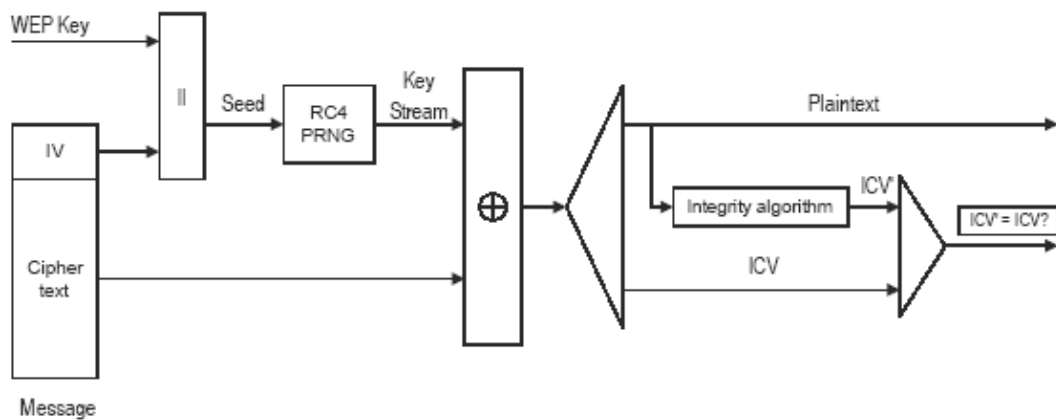 WEP Key
||
Seed
RC4
PRNG
Key
Stream
IV
Cipher
text
Message
⊕
Plaintext
Integrity algorithm
ICV'
ICV
ICV' = ICV?